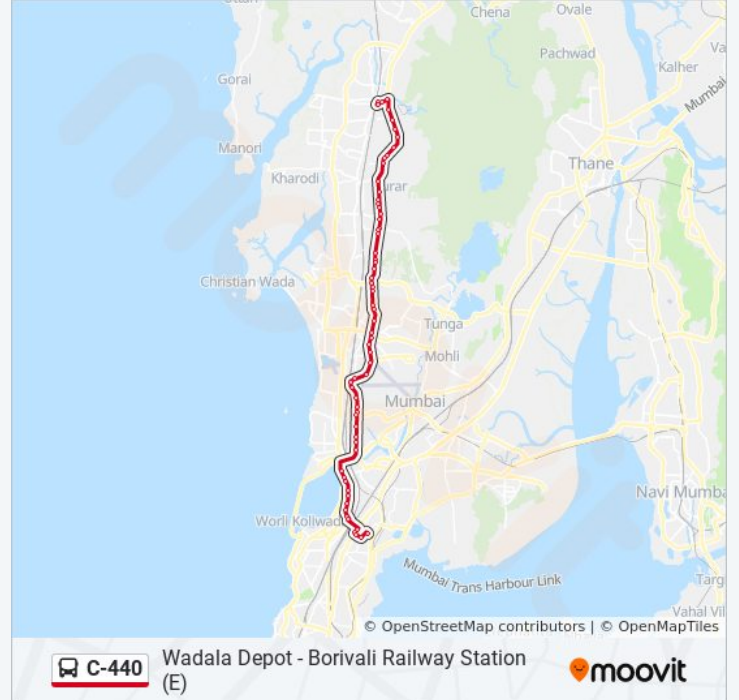 Chena
Ovale
Pachwad
Kalher
Gorai
Mumbai
Manori
Thane
Kharodi
urar
Christian Wada
Tunga
Mohli
Mumbai
Navi Mumba
Worli Koliwad
Mumbai Trans Harbour Link
Targ
Vahal Vil
© OpenStreetMap contributors | © OpenMapTiles
C-440
Wadala Depot - Borivali Railway Station
(E)
moovit